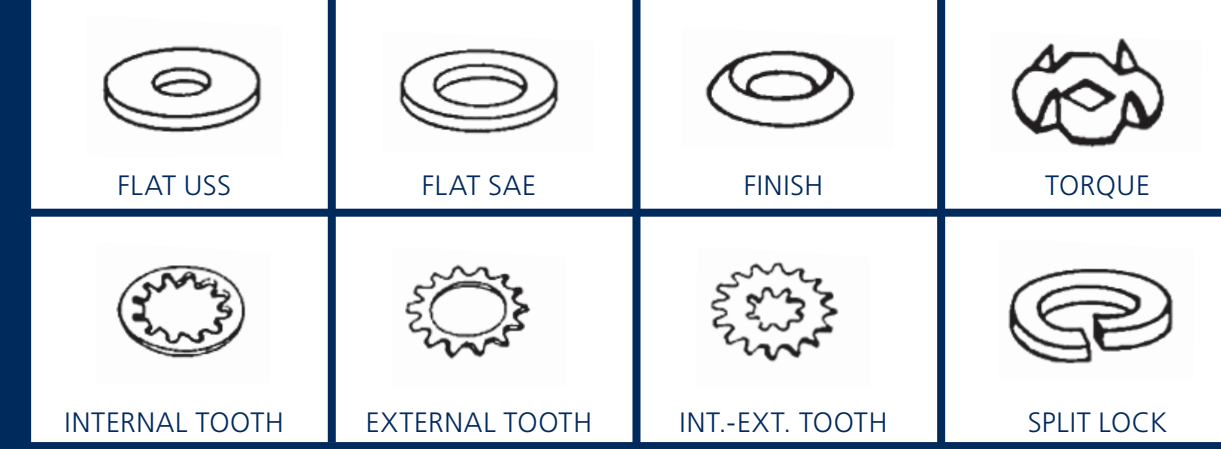 FLAT USS
FLAT SAE
FINISH
TORQUE
INTERNAL TOOTH
EXTERNAL TOOTH
INT.-EXT. TOOTH
SPLIT LOCK